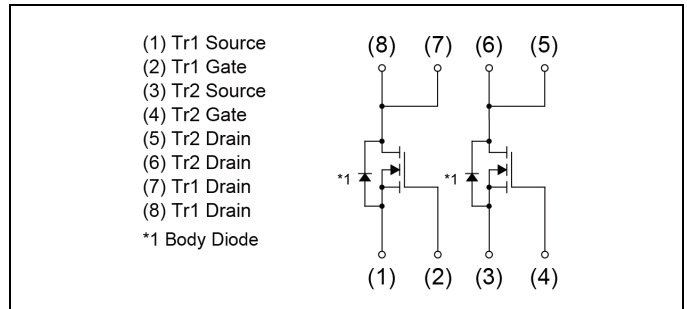 (1) Tr1 Source
(2) Tr1 Gate
(3) Tr2 Source
(4) Tr2 Gate
(5) Tr2 Drain
(6) Tr2 Drain
(7) Tr1 Drain
(8) Tr1 Drain
*1 Body Diode
(8) (7) (6) (5)
*1 *1
(1) (2) (3) (4)